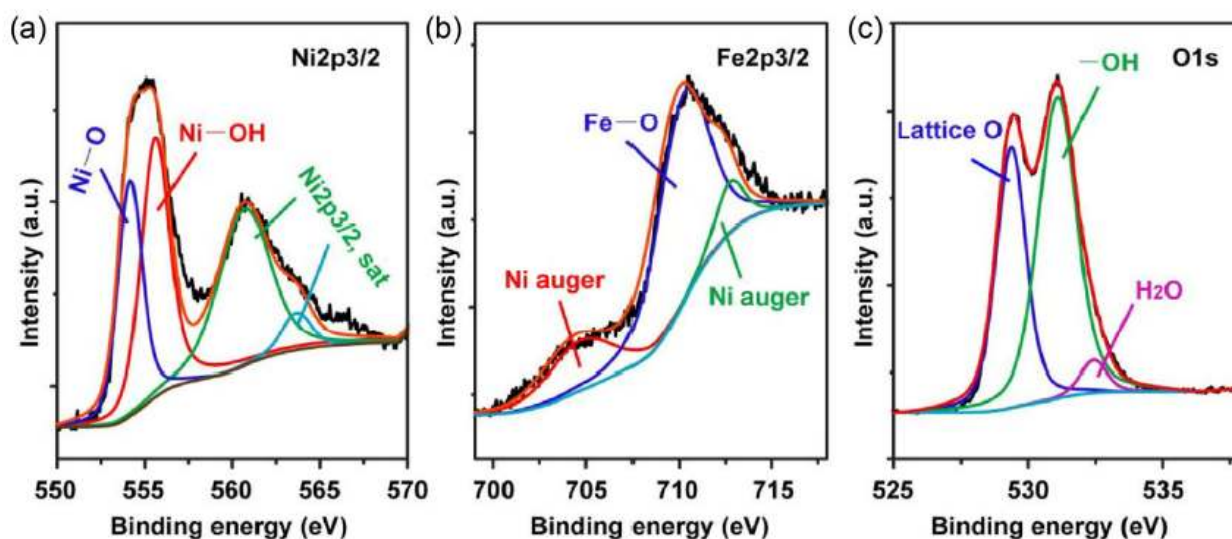 (a)
Ni2p3/2
Ni—O
Ni—OH
Ni2p3/2, sat
Intensity (a.u.)
550 555 560 565 570
Binding energy (eV)
(b)
Fe2p3/2
Fe—O
Ni auger
Ni auger
Intensity (a.u.)
700 705 710 715
Binding energy (eV)
(c)
O1s
—OH
Lattice O
H2O
Intensity (a.u.)
525 530 535
Binding energy (eV)